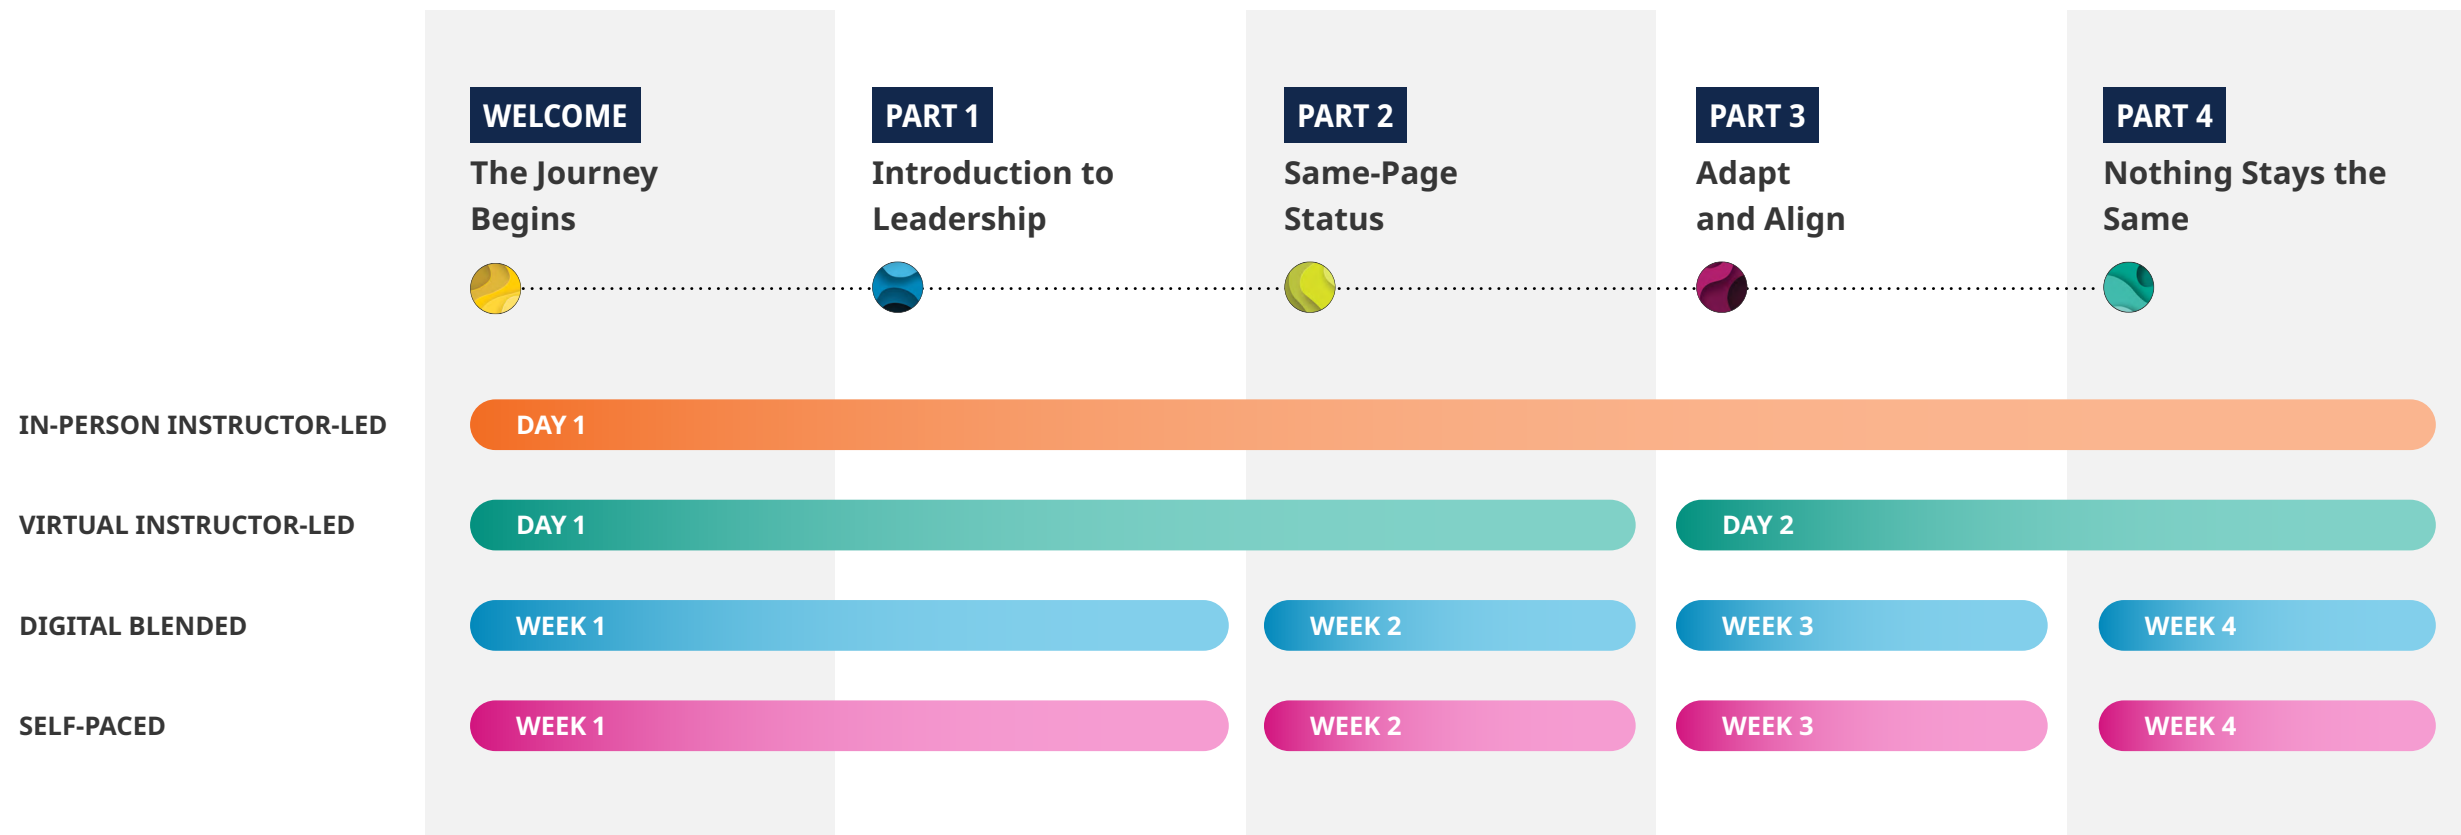 WELCOME
The Journey
Begins
PART 1
Introduction to
Leadership
PART 2
Same-Page
Status
PART 3
Adapt
and Align
PART 4
Nothing Stays the
Same
IN-PERSON INSTRUCTOR-LED
DAY 1
VIRTUAL INSTRUCTOR-LED
DAY 1
DAY 2
DIGITAL BLENDED
WEEK 1
WEEK 2
WEEK 3
WEEK 4
SELF-PACED
WEEK 1
WEEK 2
WEEK 3
WEEK 4